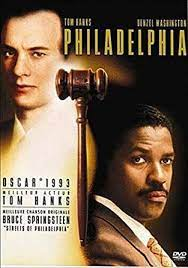 TOM HANKS DENZEL WASHINGTON
PHILADELPHIA
OSCAR® 1993
MEILLEUR ACTEUR
TOM HANKS
MEILLEURE CHANSON ORIGINALE
BRUCE SPRINGSTEEN
"STREETS OF PHILADELPHIA"
DVD